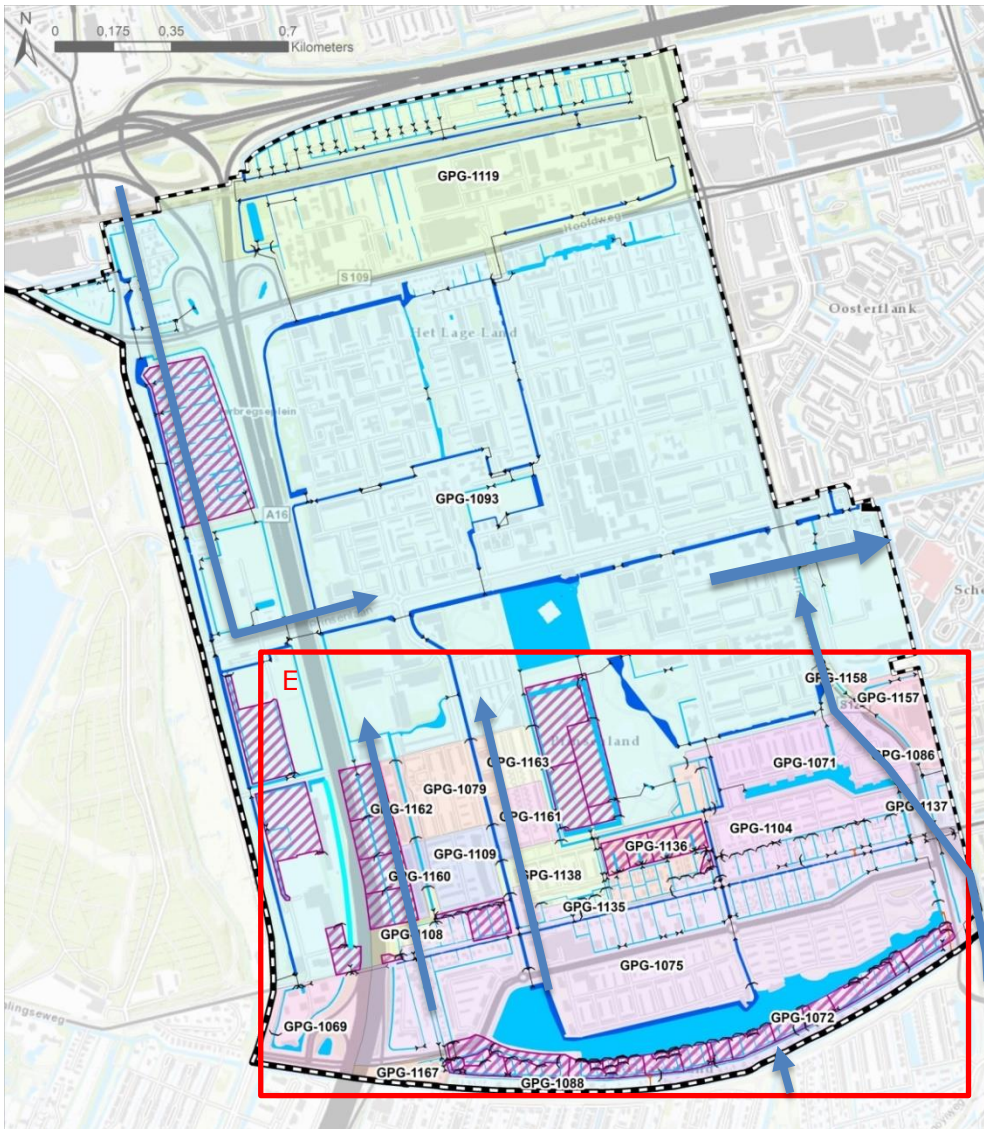 0 0,175 0,35 0,7
Kilometers
N
GPG-1119
Hoofdweg
S109
Oosterflank
Het Lage Land
GPG-1093
A16
E
GPG-1158
GPG-1157
GPG-1163
GPG-1086
GPG-1071
GPG-1079
GPG-1162
GPG-1137
GPG-1161
GPG-1104
GPG-1136
GPG-1109
GPG-1138
GPG-1160
GPG-1135
GPG-1108
GPG-1075
GPG-1072
GPG-1069
GPG-1167
GPG-1088